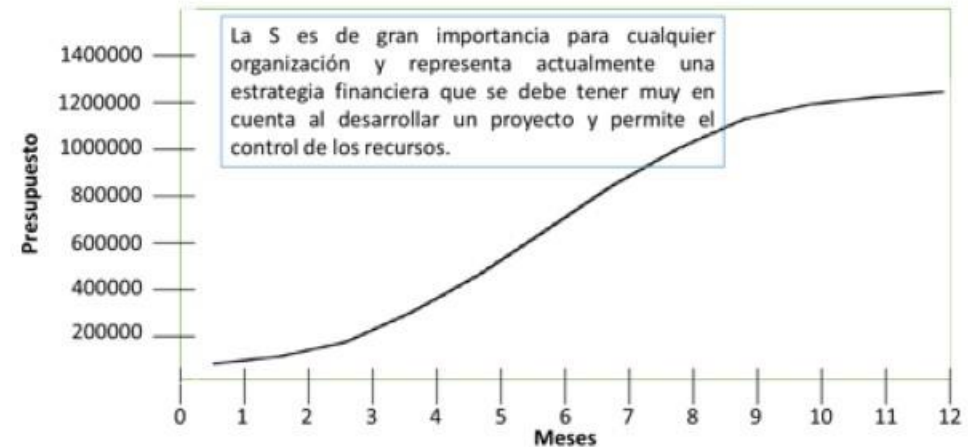 La S es de gran importancia para cualquier
organización y representa actualmente una
estrategia financiera que se debe tener muy en
cuenta al desarrollar un proyecto y permite el
control de los recursos.
Presupuesto
1400000
1200000
1000000
800000
600000
400000
200000
0 1 2 3 4 5 6 7 8 9 10 11 12
Meses